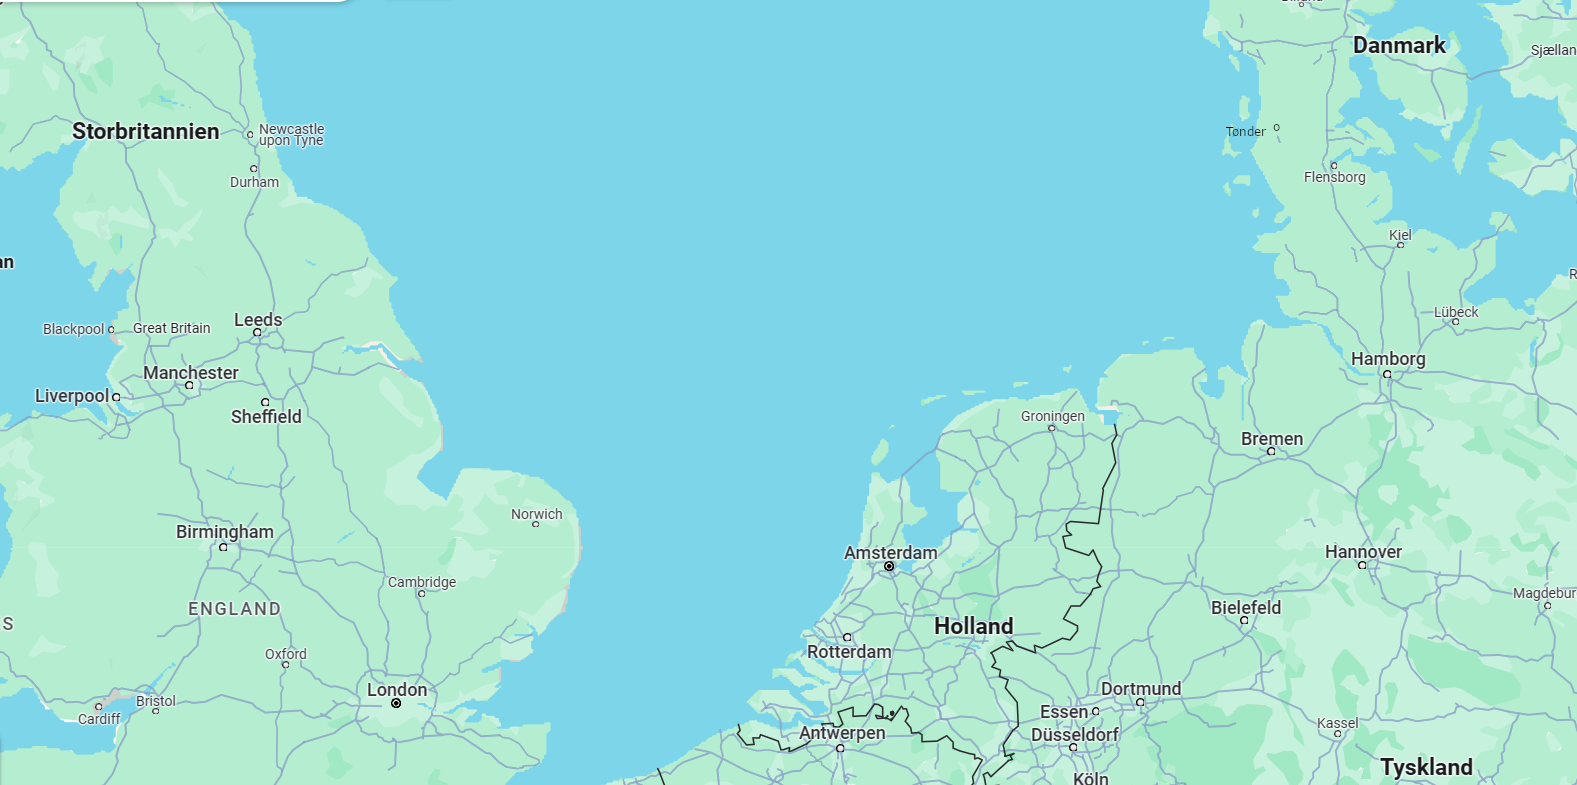 Danmark
Sjællan
Storbritannien
Newcastle
upon Tyne
Tønder
Durham
Flensborg
Kiel
an
R
Leeds
Blackpool
Great Britain
Lübeck
Manchester
Hamborg
Liverpool
Sheffield
Groningen
Bremen
Norwich
Birmingham
Amsterdam
Hannover
Cambridge
Magdebur
ENGLAND
Bielefeld
S
Holland
Oxford
Rotterdam
London
Dortmund
Bristol
Essen
Cardiff
Kassel
Antwerpen
Düsseldorf
Tyskland
Köln